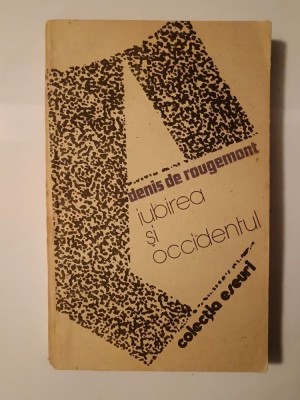 denis de rougemont
iubirea
și
occidentul
colecția eseuri